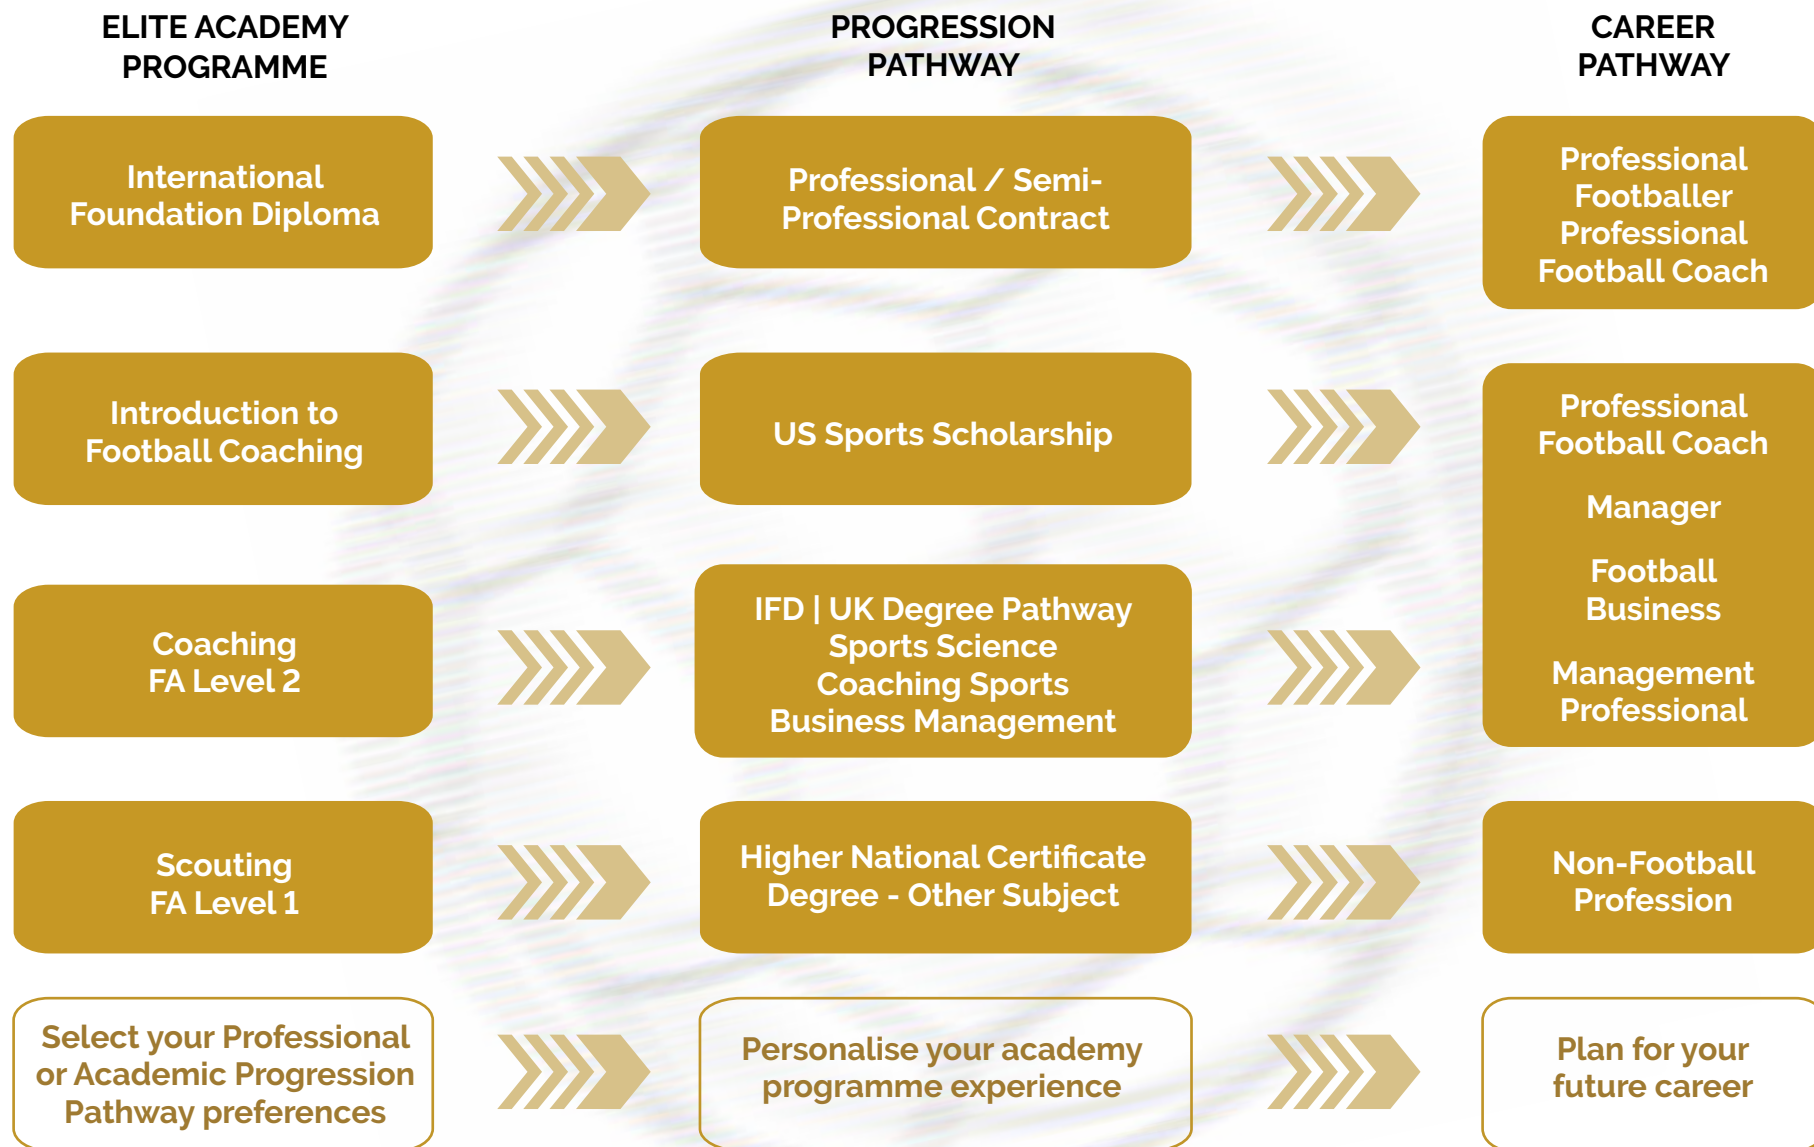 ELITE ACADEMY
PROGRAMME
PROGRESSION
PATHWAY
CAREER
PATHWAY
International
Foundation Diploma
Professional / Semi-
Professional Contract
Professional
Footballer
Professional
Football Coach
Introduction to
Football Coaching
US Sports Scholarship
Professional
Football Coach
Manager
Football
Business
Management
Professional
Coaching
FA Level 2
IFD | UK Degree Pathway
Sports Science
Coaching Sports
Business Management
Scouting
FA Level 1
Higher National Certificate
Degree - Other Subject
Non-Football
Profession
Select your Professional
or Academic Progression
Pathway preferences
Personalise your academy
programme experience
Plan for your
future career